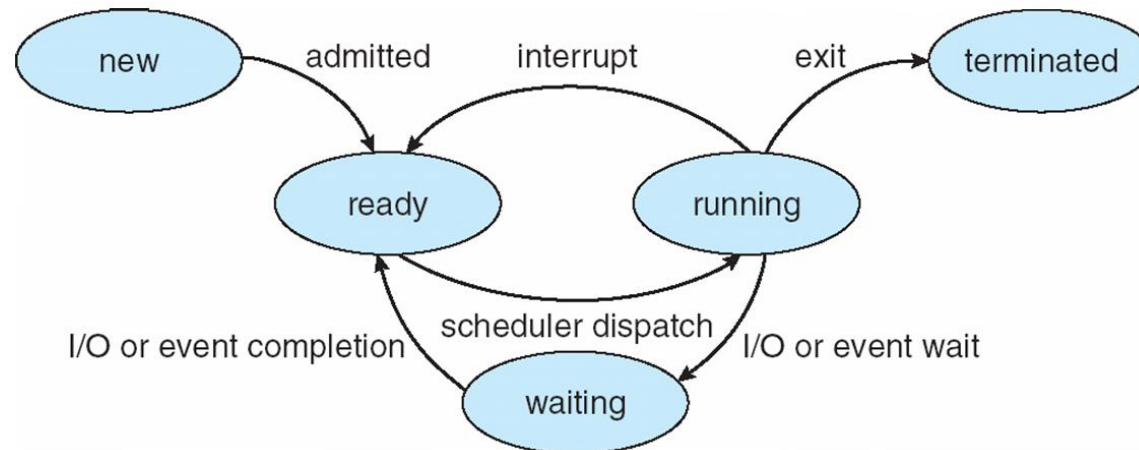 new
admitted
interrupt
exit
terminated
ready
running
scheduler dispatch
I/O or event completion
I/O or event wait
waiting